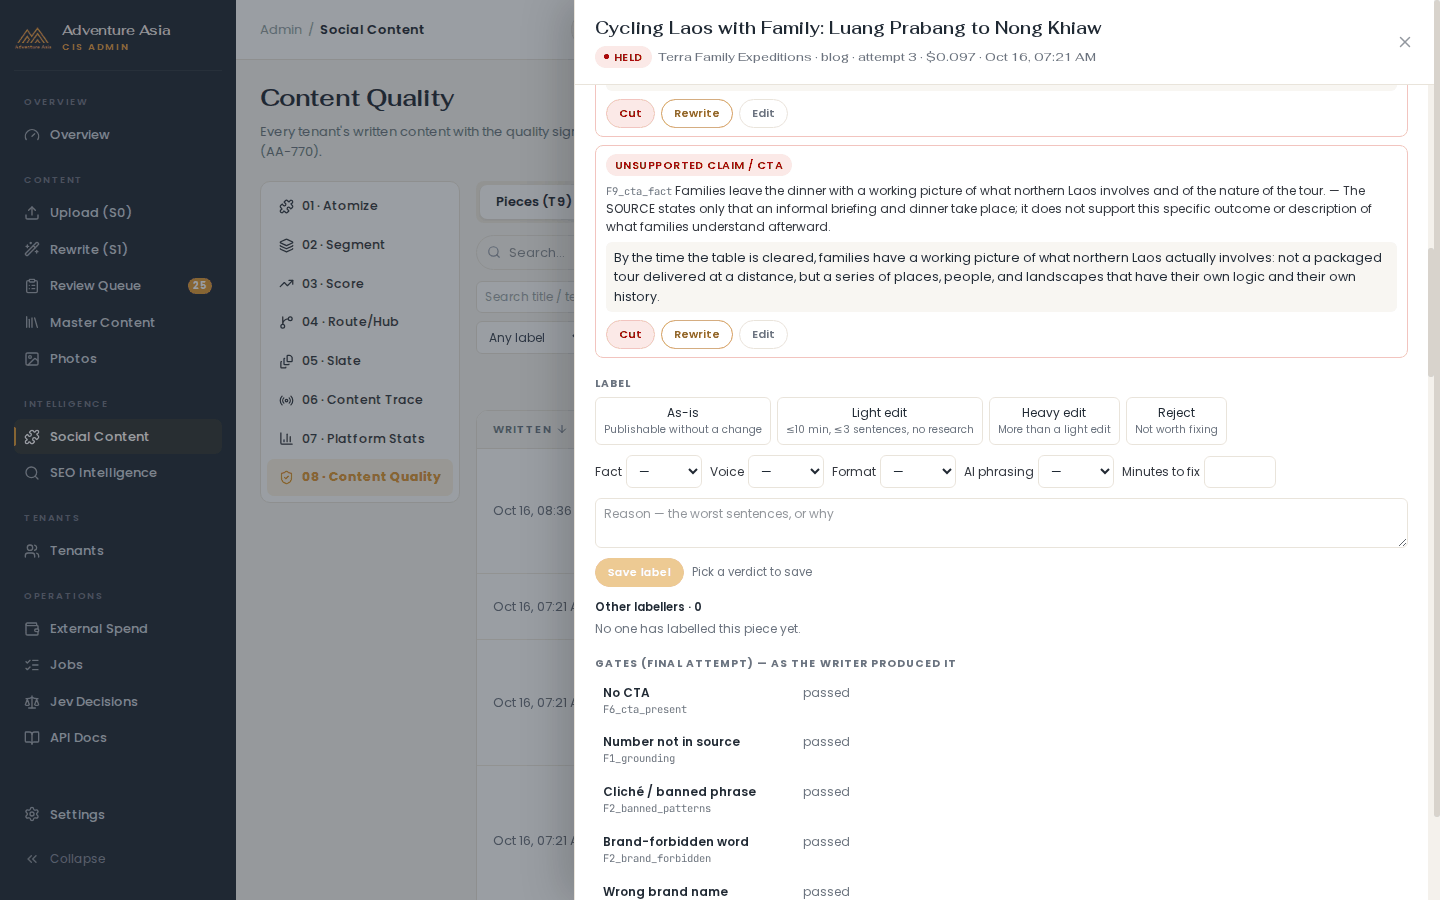 Adventure Asia
CIS ADMIN
OVERVIEW
Overview
CONTENT
Upload (S0)
Rewrite (S1)
Review Queue 25
Master Content
Photos
INTELLIGENCE
Social Content
SEO Intelligence
TENANTS
Tenants
OPERATIONS
External Spend
Jobs
Jev Decisions
API Docs
Settings
Collapse
Admin / Social Content
Content Quality
Every tenant's written content with the quality sign
(AA-770).
01 · Atomize
02 · Segment
03 · Score
04 · Route/Hub
05 · Slate
06 · Content Trace
07 · Platform Stats
08 · Content Quality
Pieces (T9)
Search...
Search title / te
Any label
WRITTEN ↓
Oct 16, 08:36
Oct 16, 07:21 A
Oct 16, 07:21 A
Oct 16, 07:21 A
Cycling Laos with Family: Luang Prabang to Nong Khiaw
HELD Terra Family Expeditions · blog · attempt 3 · $0.097 · Oct 16, 07:21 AM
Cut Rewrite Edit
UNSUPPORTED CLAIM / CTA
F9_cta_fact Families leave the dinner with a working picture of what northern Laos involves and of the nature of the tour. — The
SOURCE states only that an informal briefing and dinner take place; it does not support this specific outcome or description of
what families understand afterward.
By the time the table is cleared, families have a working picture of what northern Laos actually involves: not a packaged
tour delivered at a distance, but a series of places, people, and landscapes that have their own logic and their own
history.
Cut Rewrite Edit
LABEL
As-is
Publishable without a change
Light edit
≤10 min, ≤3 sentences, no research
Heavy edit
More than a light edit
Reject
Not worth fixing
Fact — Voice — Format — AI phrasing — Minutes to fix
Reason — the worst sentences, or why
Save label Pick a verdict to save
Other labellers · 0
No one has labelled this piece yet.
GATES (FINAL ATTEMPT) — AS THE WRITER PRODUCED IT
No CTA passed
F6_cta_present
Number not in source passed
F1_grounding
Cliché / banned phrase passed
F2_banned_patterns
Brand-forbidden word passed
F2_brand_forbidden
Wrong brand name passed